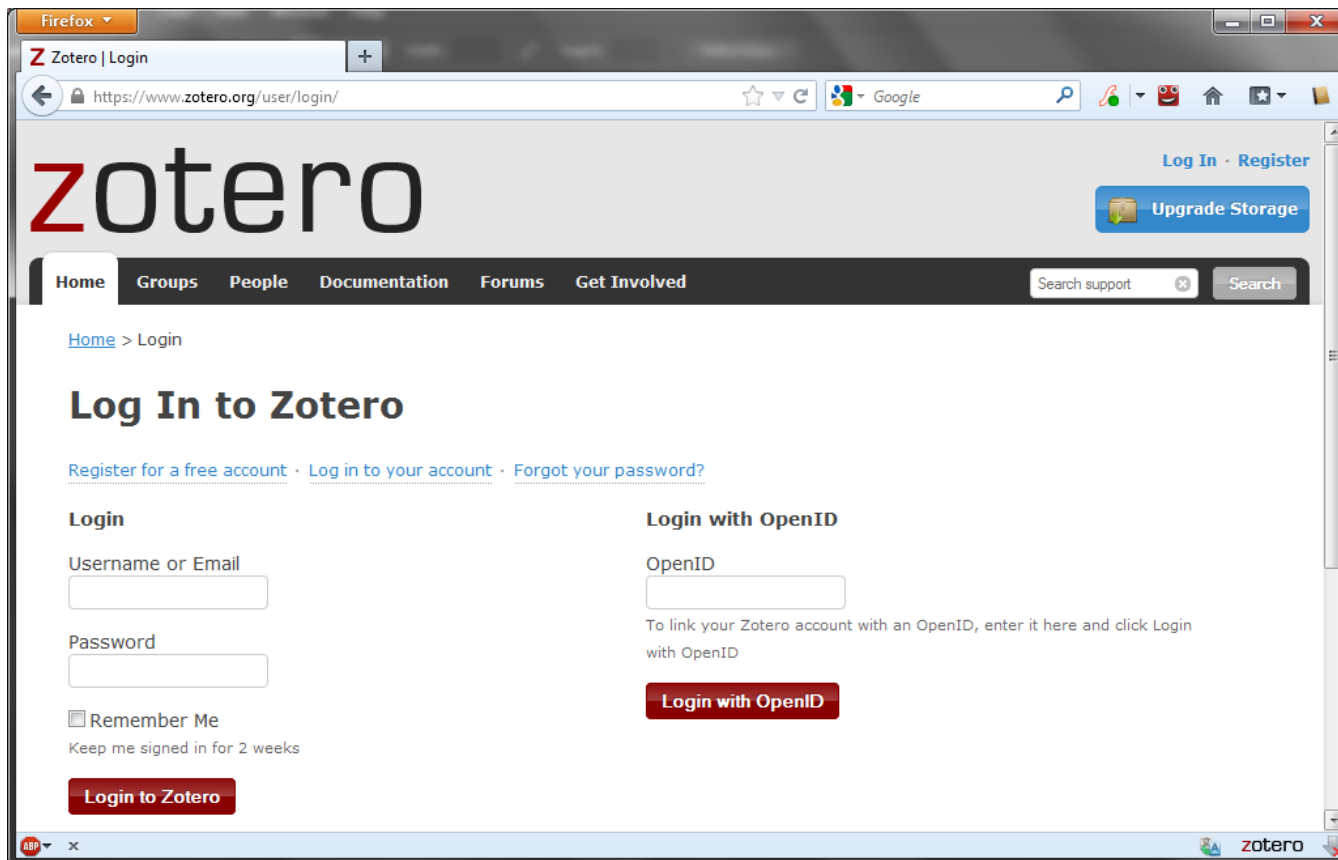 Firefox
Z Zotero | Login
+
https://www.zotero.org/user/login/
Google
zotero
Log In · Register
Upgrade Storage
Home Groups People Documentation Forums Get Involved
Search support
Search
Home > Login
Log In to Zotero
Register for a free account · Log in to your account · Forgot your password?
Login
Username or Email
Password
Remember Me
Keep me signed in for 2 weeks
Login to Zotero
Login with OpenID
OpenID
To link your Zotero account with an OpenID, enter it here and click Login
with OpenID
Login with OpenID
ABP
x
zotero